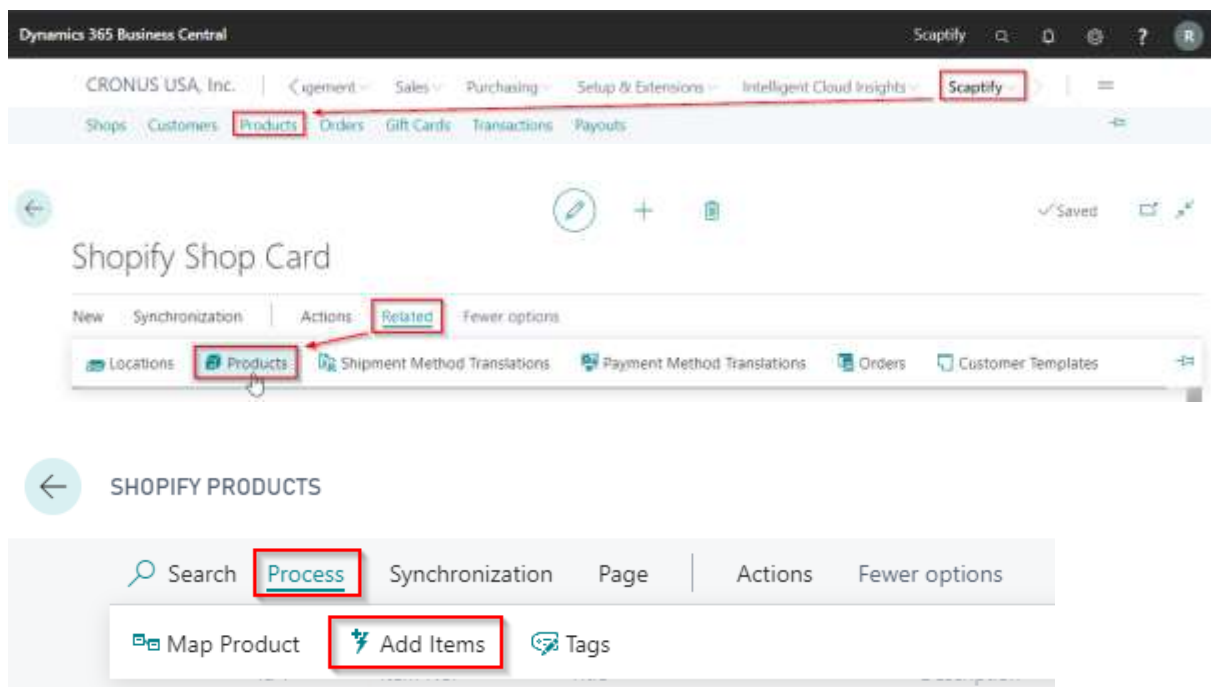 Dynamics 365 Business Central Scaptify ? R
CRONUS USA, Inc. Sales Purchasing Setup & Extensions Intelligent Cloud Insights Scaptify
Shops Customers Products Orders Gift Cards Transactions Payouts
Saved
Shopify Shop Card
New Synchronization Actions Related Fewer options
Locations Products Shipment Method Translations Payment Method Translations Orders Customer Templates
SHOPIFY PRODUCTS
Search Process Synchronization Page Actions Fewer options
Map Product Add Items Tags